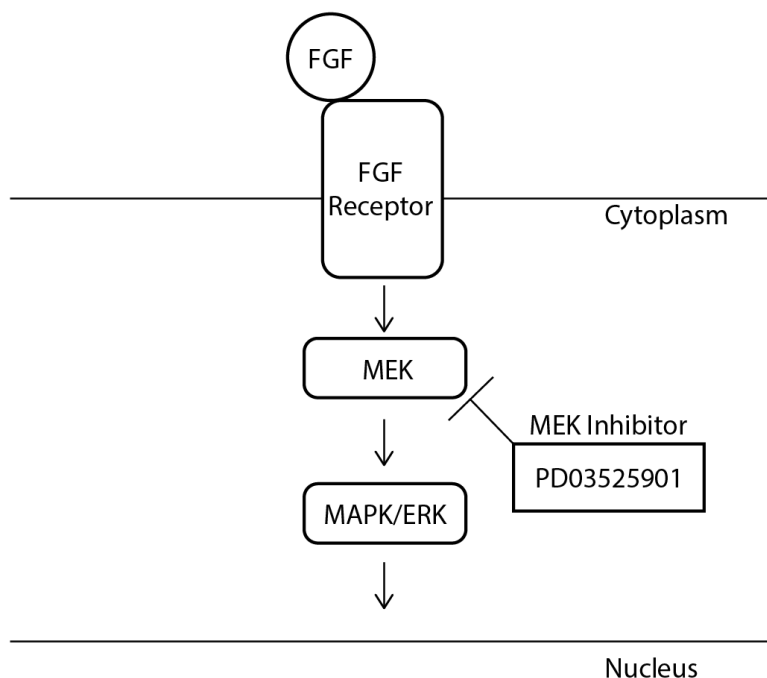 FGF
FGF
Receptor
Cytoplasm
MEK
MEK Inhibitor
PD03525901
MAPK/ERK
Nucleus